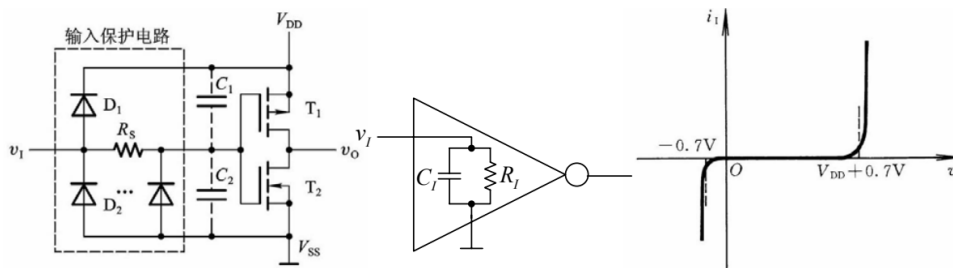 输入保护电路
V_DD
C_1
D_1
T_1
R_S
v_I
v_O
C_2
D_2
...
T_2
V_SS
v_I
C_I
R_I
i_I
-0.7V
O
V_DD+0.7V